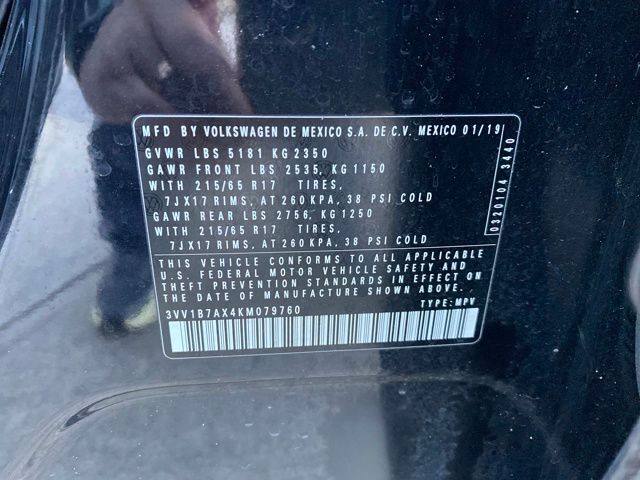 MFD BY VOLKSWAGEN DE MEXICO S.A. DE C.V. MEXICO 01/19
GVWR LBS 5181 KG 2350
GAWR FRONT LBS 2535, KG 1150
WITH 215/65 R17 TIRES,
7JX17 RIMS, AT 260 KPA, 38 PSI COLD
GAWR REAR LBS 2756, KG 1250
WITH 215/65 R17 TIRES,
7JX17 RIMS, AT 260 KPA, 38 PSI COLD
THIS VEHICLE CONFORMS TO ALL APPLICABLE
U.S. FEDERAL MOTOR VEHICLE SAFETY AND
THEFT PREVENTION STANDARDS IN EFFECT ON
THE DATE OF MANUFACTURE SHOWN ABOVE.
3VV1B7AX4KM079760 TYPE: MPV
0320104 3440